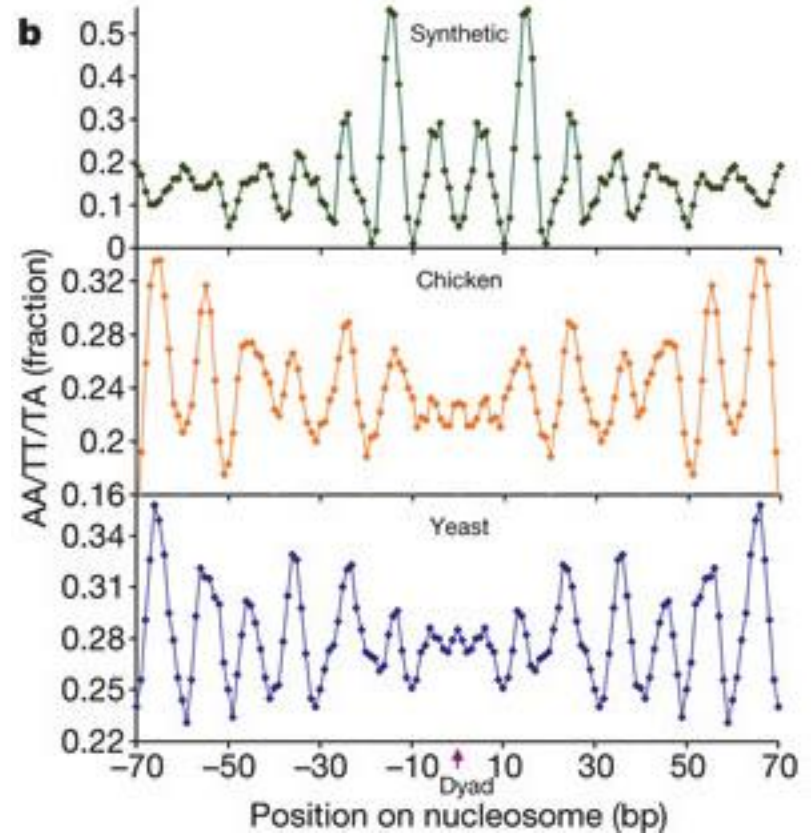 b
Synthetic
0.5
0.4
0.3
0.2
0.1
0
Chicken
0.32
0.28
0.24
0.2
0.16
Yeast
0.34
0.31
0.28
0.25
0.22
AA/TT/TA (fraction)
–70 –50 –30 –10 10 30 50 70
Dyad
Position on nucleosome (bp)